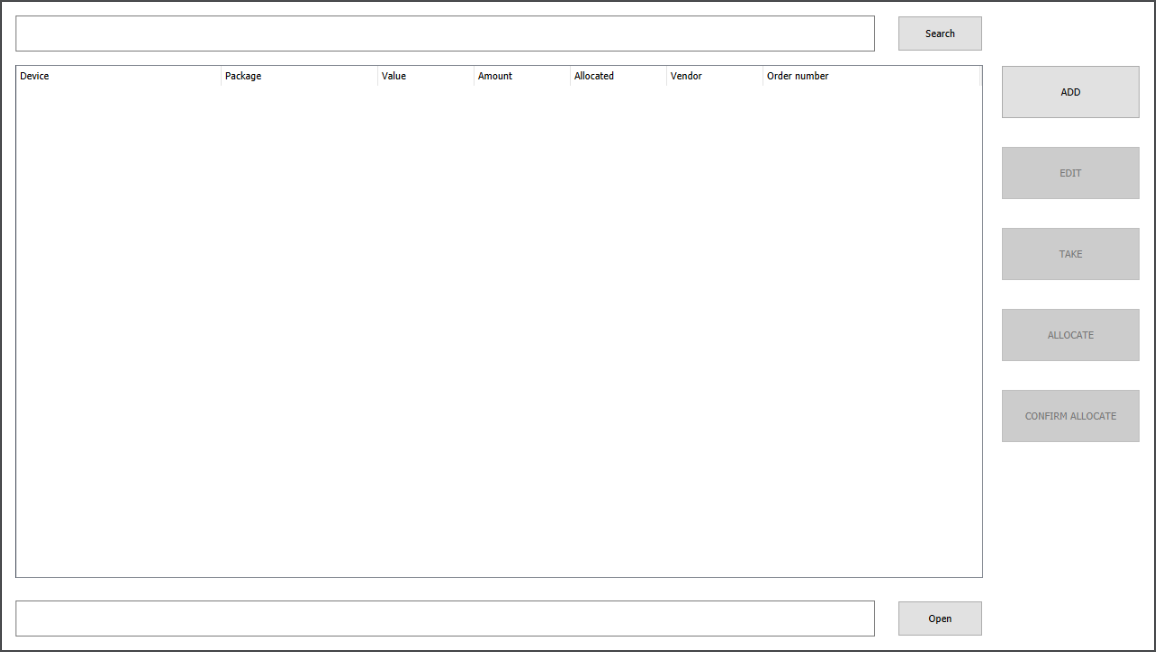 Search
Device Package Value Amount Allocated Vendor Order number
ADD
EDIT
TAKE
ALLOCATE
CONFIRM ALLOCATE
Open